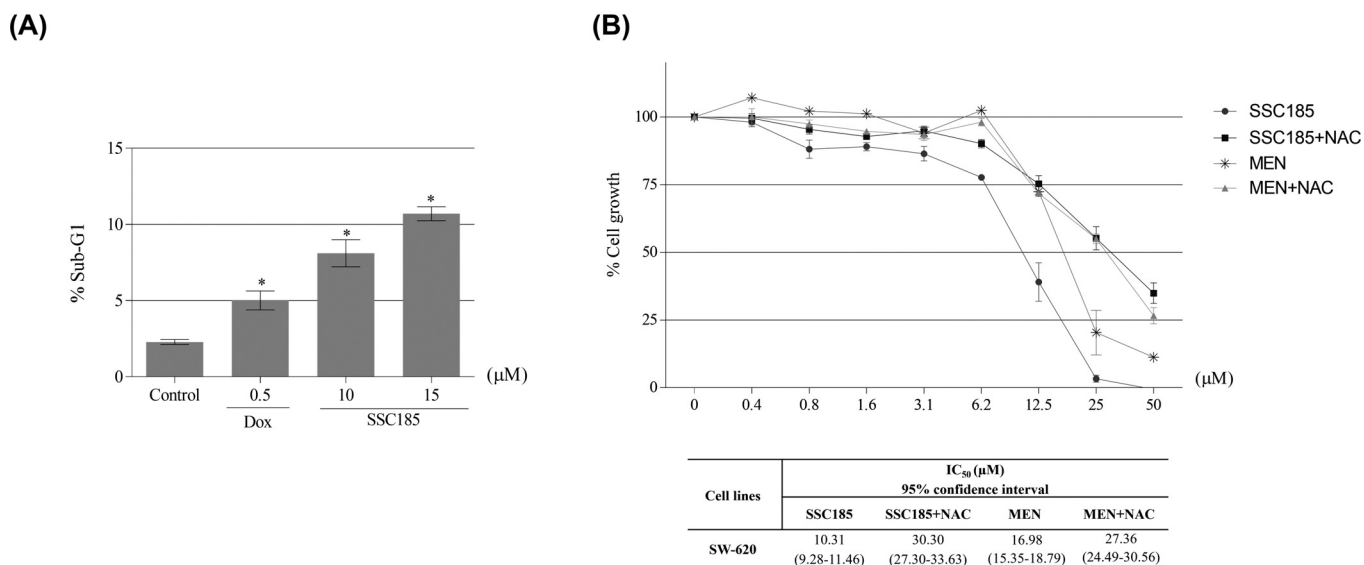 (A)
% Sub-G1
15
10
5
0
*
*
*
Control
0.5
10
15
(μM)
Dox
SSC185
(B)
% Cell growth
100
75
50
25
0
0
0.4
0.8
1.6
3.1
6.2
12.5
25
50
(μM)
SSC185
SSC185+NAC
MEN
MEN+NAC
Cell lines
IC50 (μM)
95% confidence interval
SSC185 SSC185+NAC MEN MEN+NAC
SW-620
10.31 30.30 16.98 27.36
(9.28-11.46) (27.30-33.63) (15.35-18.79) (24.49-30.56)